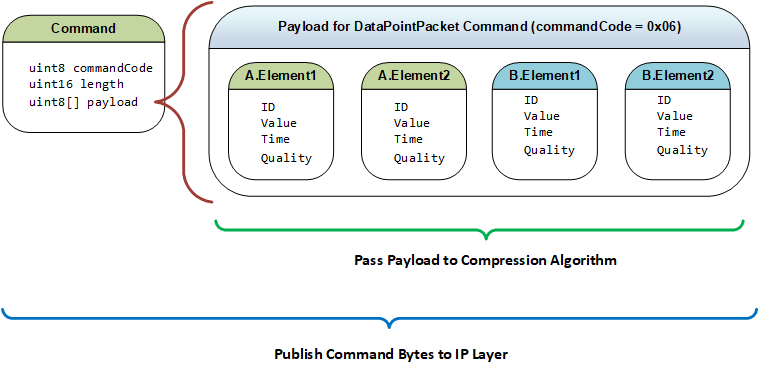 Command
uint8 commandCode
uint16 length
uint8[] payload
Payload for DataPointPacket Command (commandCode = 0x06)
A.Element1
ID
Value
Time
Quality
A.Element2
ID
Value
Time
Quality
B.Element1
ID
Value
Time
Quality
B.Element2
ID
Value
Time
Quality
Pass Payload to Compression Algorithm
Publish Command Bytes to IP Layer